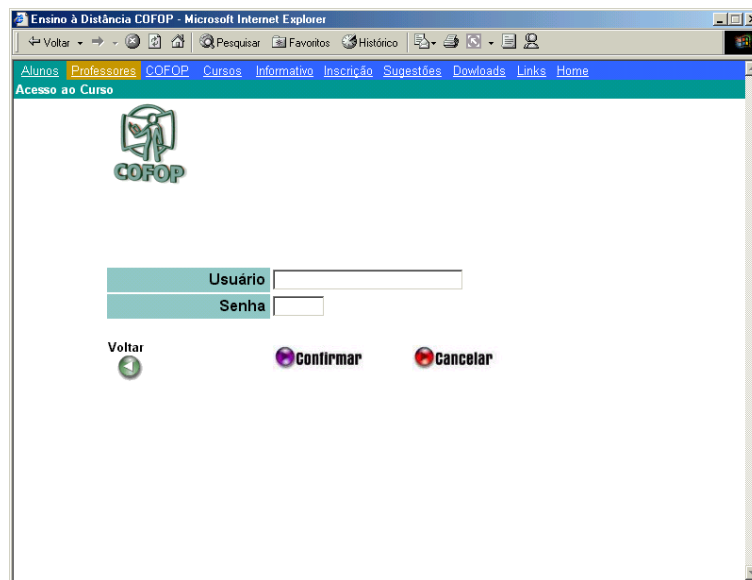 Ensino à Distância COFOP - Microsoft Internet Explorer
Voltar Pesquisar Favoritos Histórico
Alunos Professores COFOP Cursos Informativo Inscrição Sugestões Dowloads Links Home
Acesso ao Curso
COFOP
Usuário
Senha
Voltar
Confirmar Cancelar